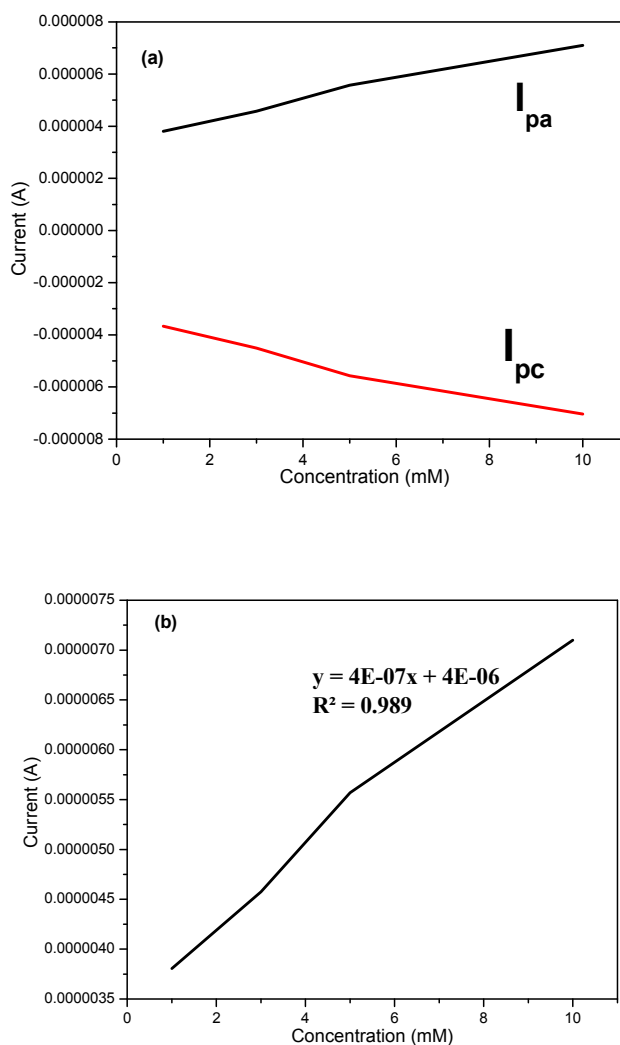 0.000008
(a)
0.000006
I pa
0.000004
0.000002
0.000000
0.000002
-0.000004
I pc
-0.000006
-0.000008
Current (A)
0 2 4 6 8 10
Concentration (mM)
0.0000075
(b)
0.0000070
y = 4E-07x + 4E-06
0.0000065
R² = 0.989
0.0000060
0.0000055
0.0000050
0.0000045
0.0000040
0.0000035
Current (A)
0 2 4 6 8 10
Concentration (mM)